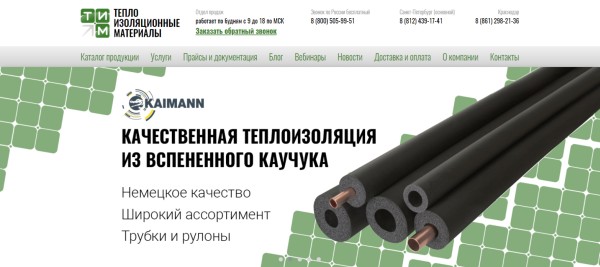 ТИМ
ТЕПЛО
ИЗОЛЯЦИОННЫЕ
МАТЕРИАЛЫ
Отдел продаж
работает по будням с 9 до 18 по МСК
Заказать обратный звонок
Звонок по России бесплатный
8 (800) 505-99-51
Санкт-Петербург (основной)
8 (812) 439-17-41
Краснодар
8 (861) 298-21-36
Каталог продукции Услуги Прайсы и документация Блог Вебинары Новости Доставка и оплата О компании Контакты
KAIMANN
КАЧЕСТВЕННАЯ ТЕПЛОИЗОЛЯЦИЯ
ИЗ ВСПЕНЕННОГО КАУЧУКА
Немецкое качество
Широкий ассортимент
Трубки и рулоны